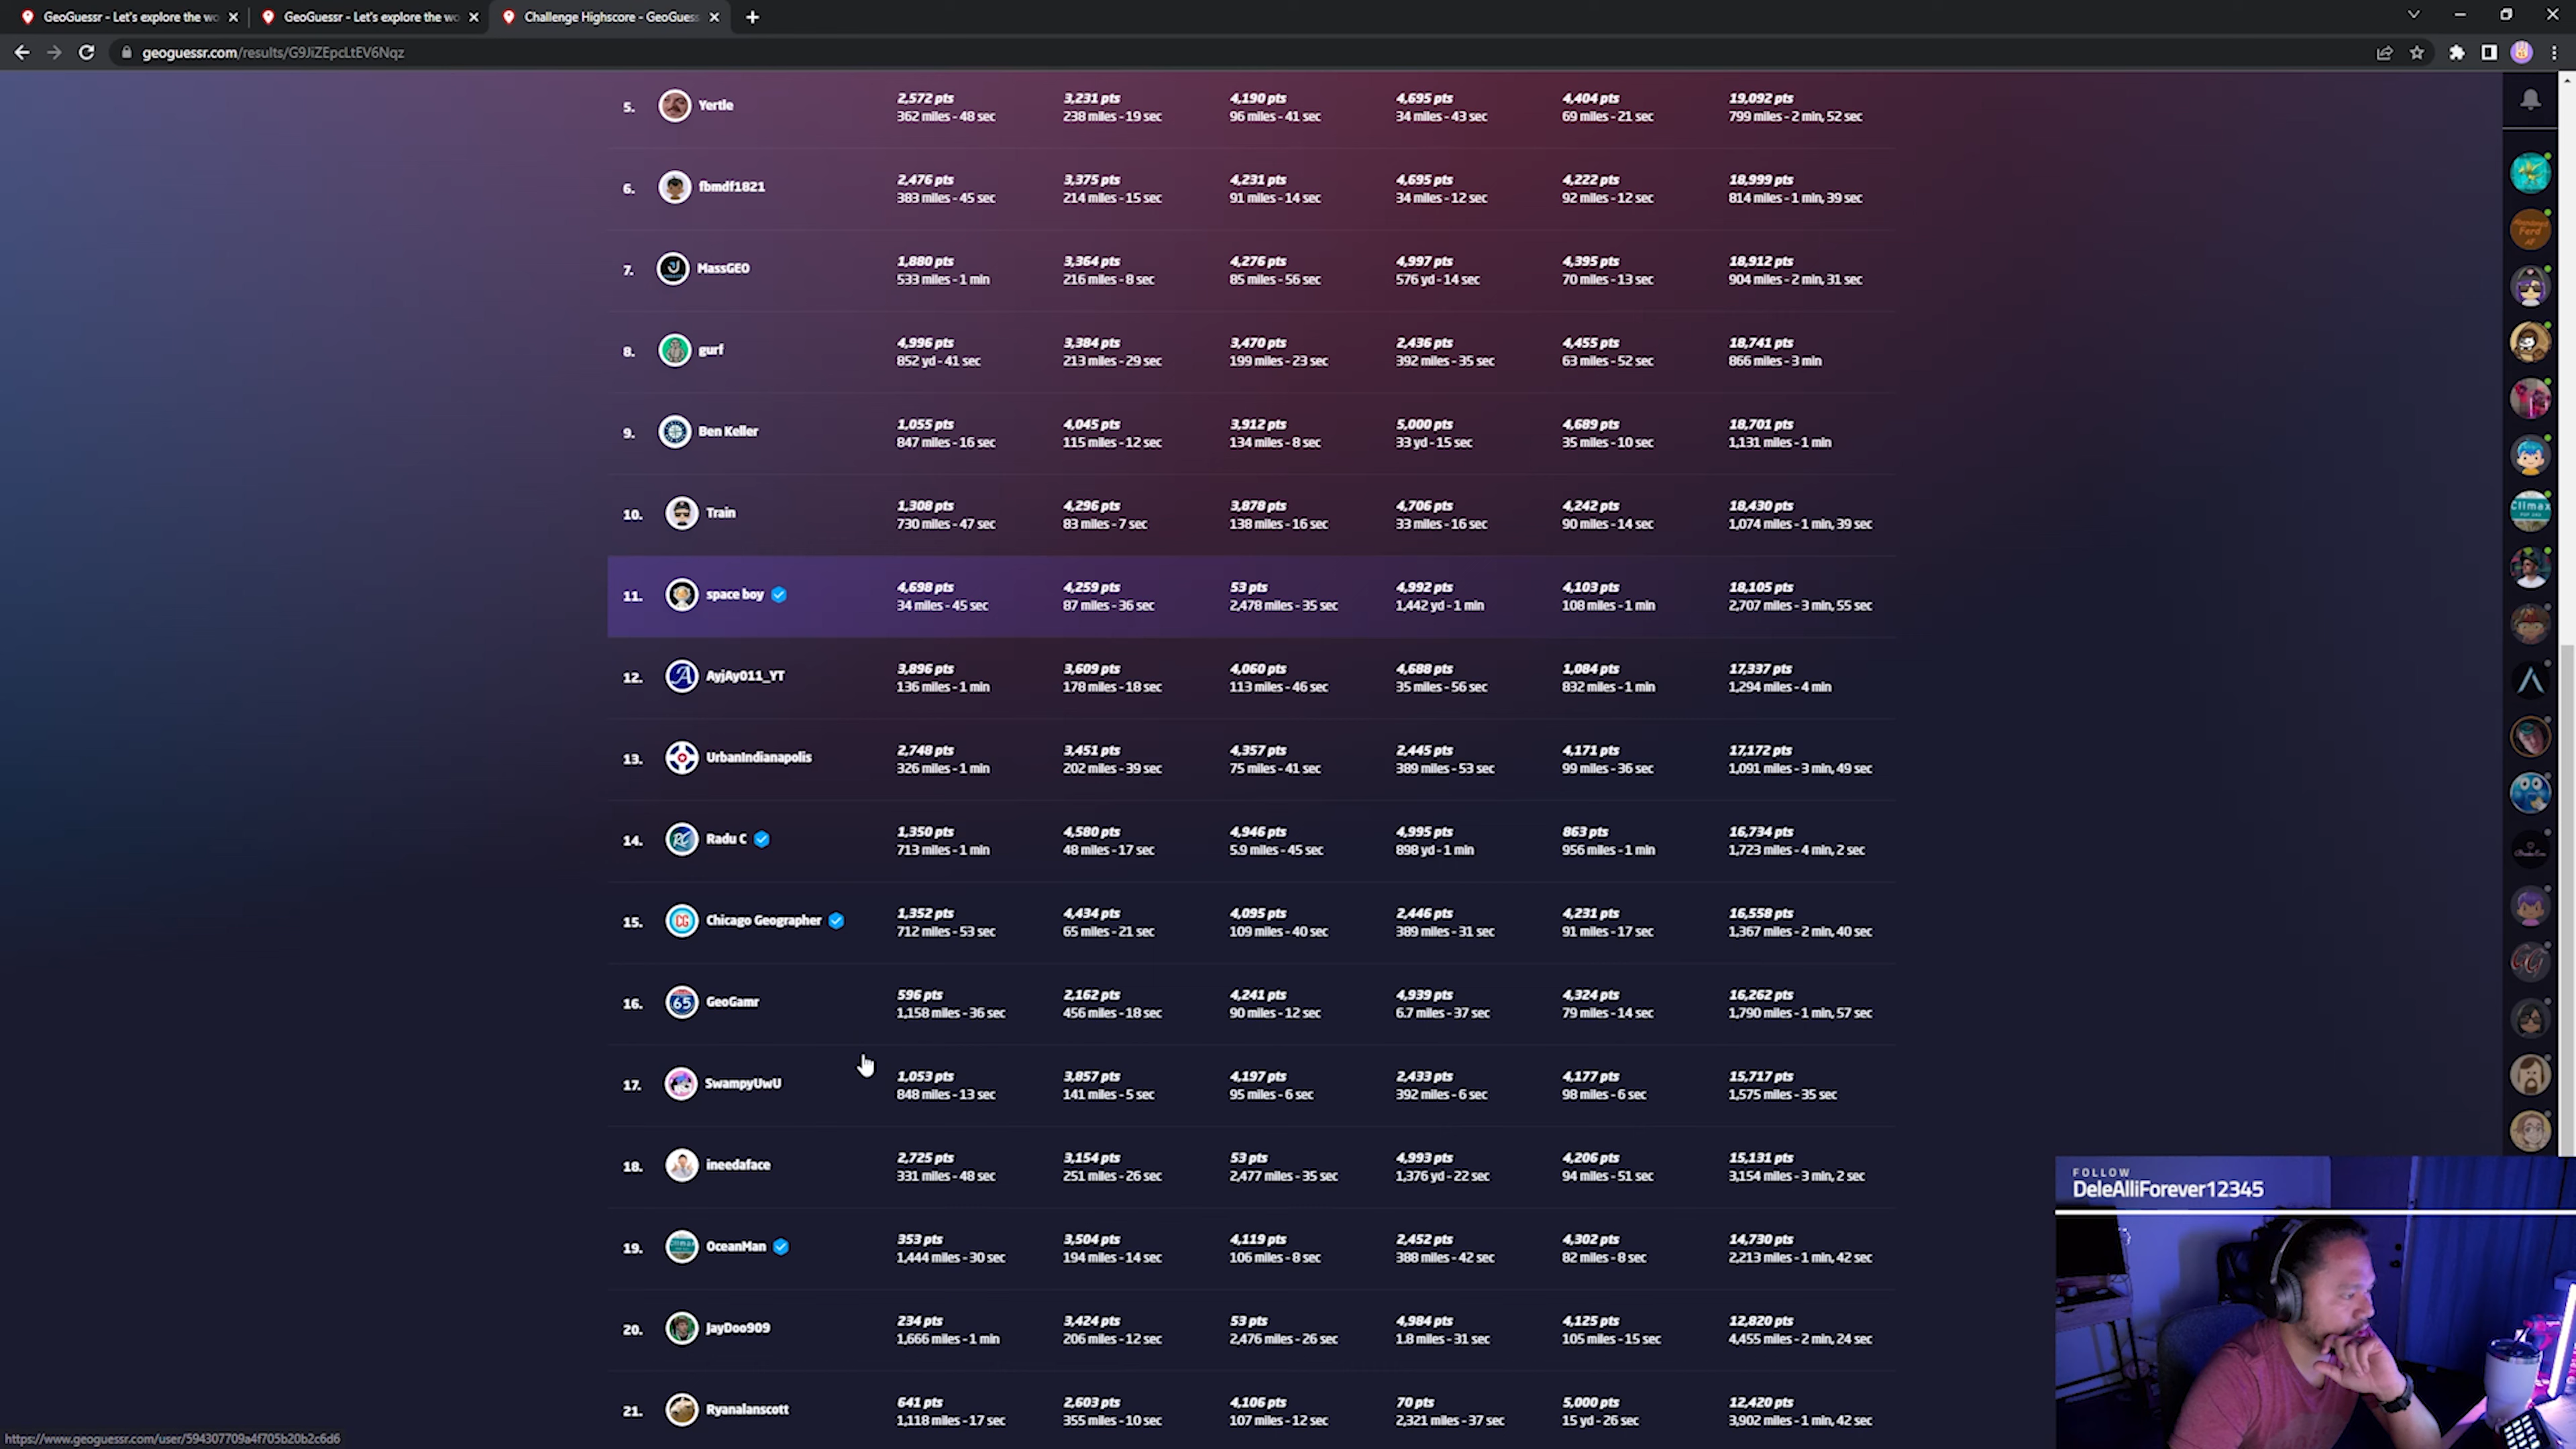 GeoGuessr - Let's explore the wo
GeoGuessr - Let's explore the wo
Challenge Highscore - GeoGuess
geoguessr.com/results/G9JiZEpcLtEV6Nqz
5. Yertle 2,572 pts 3,231 pts 4,190 pts 4,695 pts 4,404 pts 19,092 pts
362 miles - 48 sec 238 miles - 19 sec 96 miles - 41 sec 34 miles - 43 sec 69 miles - 21 sec 799 miles - 2 min, 52 sec
6. fbmdf1821 2,476 pts 3,375 pts 4,231 pts 4,695 pts 4,222 pts 18,999 pts
383 miles - 45 sec 214 miles - 15 sec 91 miles - 14 sec 34 miles - 12 sec 92 miles - 12 sec 814 miles - 1 min, 39 sec
7. MassGEO 1,880 pts 3,364 pts 4,276 pts 4,997 pts 4,395 pts 18,912 pts
533 miles - 1 min 216 miles - 8 sec 85 miles - 56 sec 576 yd - 14 sec 70 miles - 13 sec 904 miles - 2 min, 31 sec
8. gurf 4,996 pts 3,384 pts 3,470 pts 2,436 pts 4,455 pts 18,741 pts
852 yd - 41 sec 213 miles - 29 sec 199 miles - 23 sec 392 miles - 35 sec 63 miles - 52 sec 866 miles - 3 min
9. Ben Keller 1,055 pts 4,045 pts 3,912 pts 5,000 pts 4,689 pts 18,701 pts
847 miles - 16 sec 115 miles - 12 sec 134 miles - 8 sec 33 yd - 15 sec 35 miles - 10 sec 1,131 miles - 1 min
10. Train 1,308 pts 4,296 pts 3,878 pts 4,706 pts 4,242 pts 18,430 pts
730 miles - 47 sec 83 miles - 7 sec 138 miles - 16 sec 33 miles - 16 sec 90 miles - 14 sec 1,074 miles - 1 min, 39 sec
11. space boy 4,698 pts 4,259 pts 53 pts 4,992 pts 4,103 pts 18,105 pts
34 miles - 45 sec 87 miles - 36 sec 2,478 miles - 35 sec 1,442 yd - 1 min 108 miles - 1 min 2,707 miles - 3 min, 55 sec
12. AyjAy011_YT 3,896 pts 3,609 pts 4,060 pts 4,688 pts 1,084 pts 17,337 pts
136 miles - 1 min 178 miles - 18 sec 113 miles - 46 sec 35 miles - 56 sec 832 miles - 1 min 1,294 miles - 4 min
13. UrbanIndianapolis 2,748 pts 3,451 pts 4,357 pts 2,445 pts 4,171 pts 17,172 pts
326 miles - 1 min 202 miles - 39 sec 75 miles - 41 sec 389 miles - 53 sec 99 miles - 36 sec 1,091 miles - 3 min, 49 sec
14. Radu C 1,350 pts 4,580 pts 4,946 pts 4,995 pts 863 pts 16,734 pts
713 miles - 1 min 48 miles - 17 sec 5.9 miles - 45 sec 898 yd - 1 min 956 miles - 1 min 1,723 miles - 4 min, 2 sec
15. Chicago Geographer 1,352 pts 4,434 pts 4,095 pts 2,446 pts 4,231 pts 16,558 pts
712 miles - 53 sec 65 miles - 21 sec 109 miles - 40 sec 389 miles - 31 sec 91 miles - 17 sec 1,367 miles - 2 min, 40 sec
16. GeoGamr 596 pts 2,162 pts 4,241 pts 4,939 pts 4,324 pts 16,262 pts
1,158 miles - 36 sec 456 miles - 18 sec 90 miles - 12 sec 6.7 miles - 37 sec 79 miles - 14 sec 1,790 miles - 1 min, 57 sec
17. SwampyUwU 1,053 pts 3,857 pts 4,197 pts 2,433 pts 4,177 pts 15,717 pts
848 miles - 13 sec 141 miles - 5 sec 95 miles - 6 sec 392 miles - 6 sec 98 miles - 6 sec 1,575 miles - 35 sec
18. ineedaface 2,725 pts 3,154 pts 53 pts 4,993 pts 4,206 pts 15,131 pts
331 miles - 48 sec 251 miles - 26 sec 2,477 miles - 35 sec 1,376 yd - 22 sec 94 miles - 51 sec 3,154 miles - 3 min, 2 sec
19. OceanMan 353 pts 3,504 pts 4,119 pts 2,452 pts 4,302 pts 14,730 pts
1,444 miles - 30 sec 194 miles - 14 sec 106 miles - 8 sec 388 miles - 42 sec 82 miles - 8 sec 2,213 miles - 1 min, 42 sec
20. JayDoo909 234 pts 3,424 pts 53 pts 4,984 pts 4,125 pts 12,820 pts
1,666 miles - 1 min 206 miles - 12 sec 2,476 miles - 26 sec 1.8 miles - 31 sec 105 miles - 15 sec 4,455 miles - 2 min, 24 sec
21. Ryanalanscott 641 pts 2,603 pts 4,106 pts 70 pts 5,000 pts 12,420 pts
1,118 miles - 17 sec 355 miles - 10 sec 107 miles - 12 sec 2,321 miles - 37 sec 15 yd - 26 sec 3,902 miles - 1 min, 42 sec
CG
65
Climax
FOLLOW
DeleAlliForever12345
https://www.geoguessr.com/user/594307709a4f705b20b2c6d6